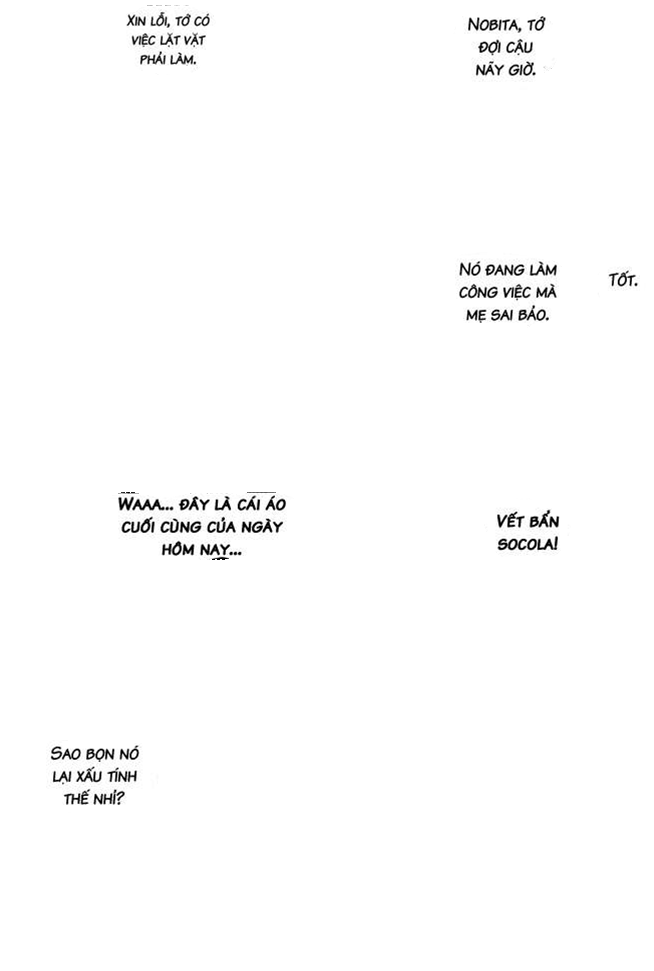 NOBITA, TỚ
ĐỢI CẬU
NÃY GIỜ.
XIN LỖI, TỚ CÓ
VIỆC LẶT VẶT
PHẢI LÀM.
TỐT.
NÓ ĐANG LÀM
CÔNG VIỆC MÀ
MẸ SAI BẢO.
VẾT BẨN
SOCOLA!
WAAA... ĐÂY LÀ CÁI ÁO
CUỐI CÙNG CỦA NGÀY
HÔM NAY...
SAO BỌN NÓ
LẠI XẤU TÍNH
THẾ NHỈ?